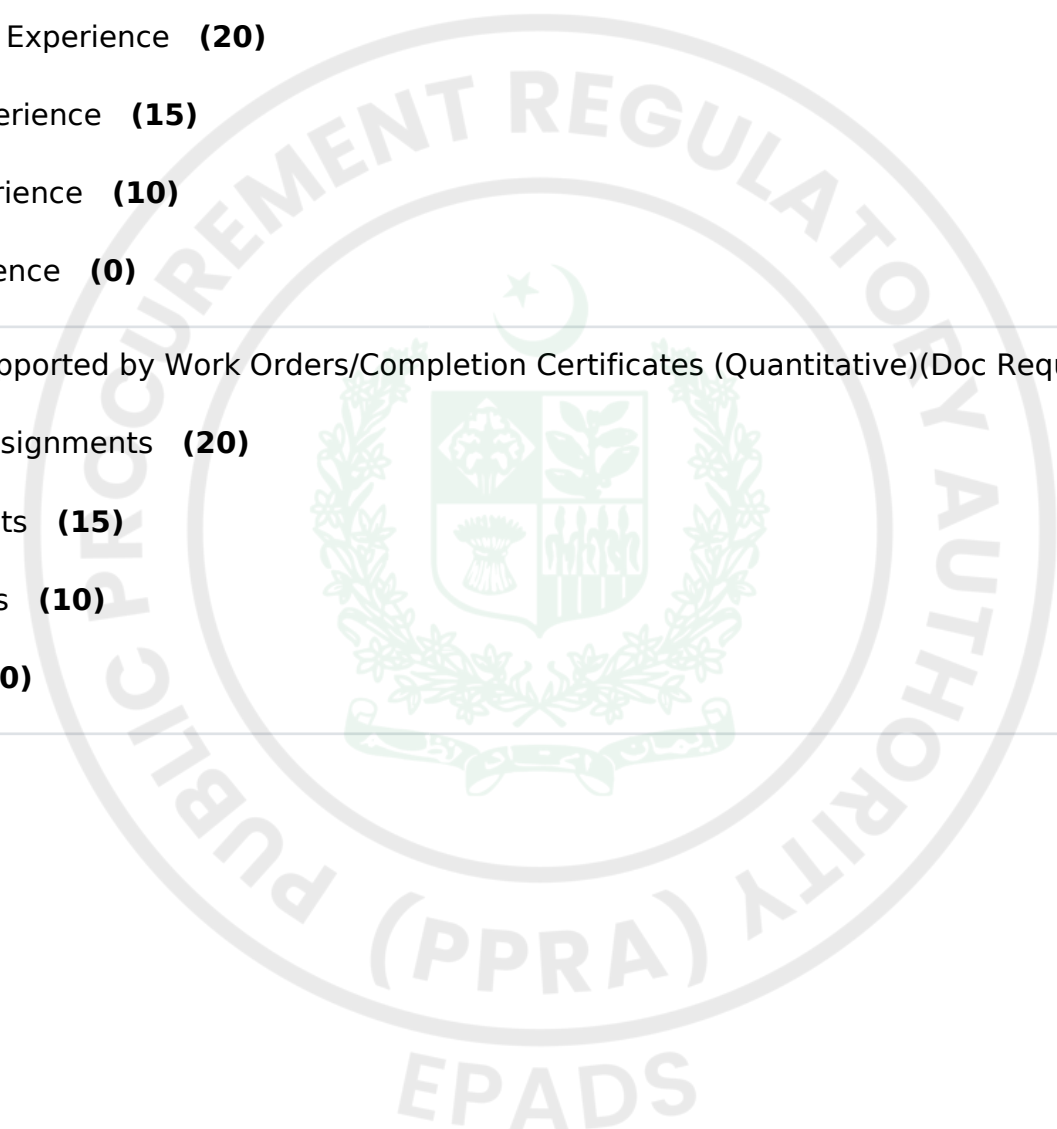 Experience (20)
erience (15)
rience (10)
ence (0)
pported by Work Orders/Completion Certificates (Quantitative)(Doc Requ
signments (20)
ts (15)
s (10)
0)
PUBLIC PROCUREMENT REGULATORY AUTHORITY
(PPRA)
EPADS